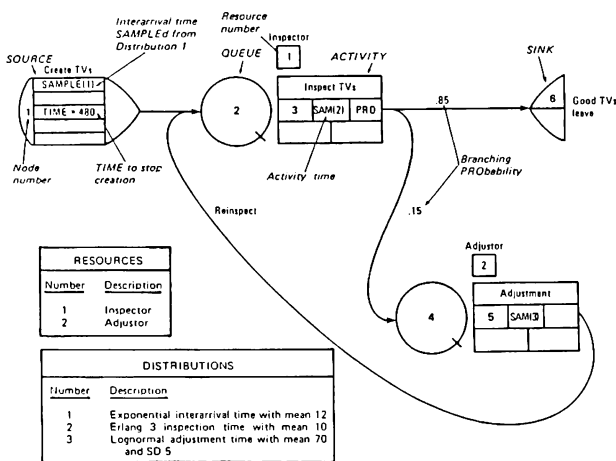 Interarrival time
SAMPLEd from
Distribution 1
Resource
number
Inspector
1
SOURCE
Create TVs
SAMPLE(1)
TIME = 480
1
Node
number
TIME to stop
creation
QUEUE
2
ACTIVITY
Inspect TVs
3 SAM(2) PRO
Activity time
.85
SINK
6
Good TVs
leave
Branching
PRObability
.15
Reinspect
Adjustor
2
4
Adjustment
5 SAM(3)
RESOURCES
Number Description
1 Inspector
2 Adjustor
DISTRIBUTIONS
Number Description
1 Exponential interarrival time with mean 12
2 Erlang 3 inspection time with mean 10
3 Lognormal adjustment time with mean 70
and SD 5